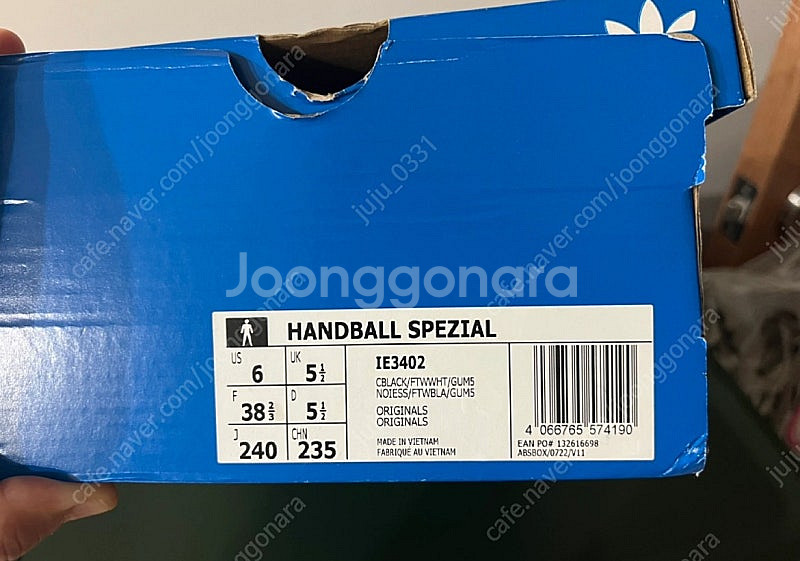 Joonggonara
cafe.naver.com/joonggonara
juju_0331
HANDBALL SPEZIAL
US 6 UK 5½
F 38⅔ D 5½
J 240 CHN 235
IE3402
CBLACK/FTWWHT/GUM5
NOIESS/FTWBLA/GUM5
ORIGINALS
ORIGINALS
MADE IN VIETNAM
FABRIQUÉ AU VIETNAM
4 066765 574190
EAN PO# 132616698
ABSBOX/0722/V11